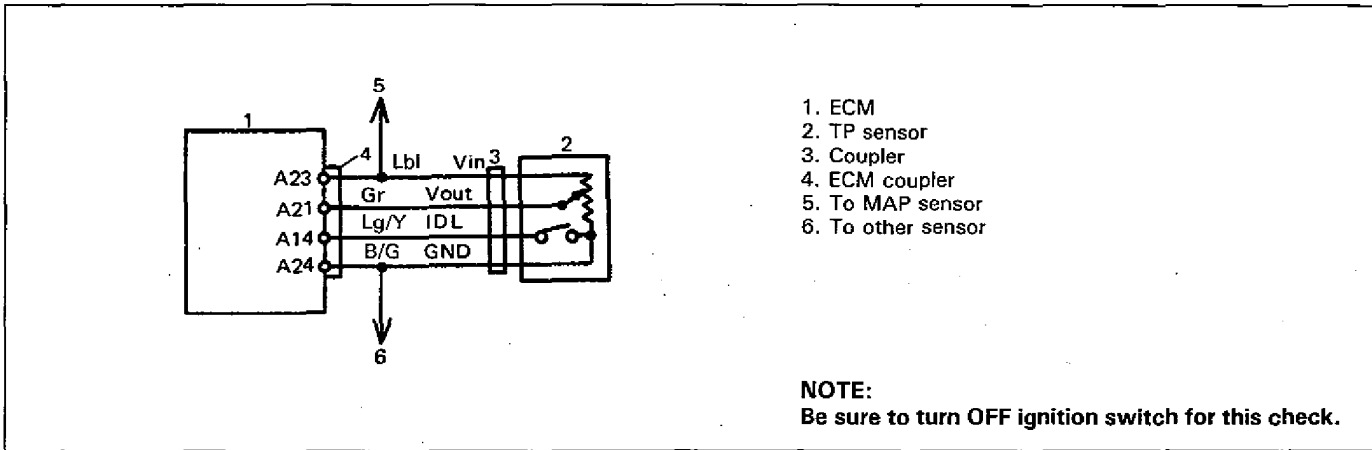 5
1
4
Lbl
Vin
3
2
A23
Gr
Vout
A21
Lg/Y
IDL
A14
B/G
GND
A24
6
1. ECM
2. TP sensor
3. Coupler
4. ECM coupler
5. To MAP sensor
6. To other sensor
NOTE:
Be sure to turn OFF ignition switch for this check.